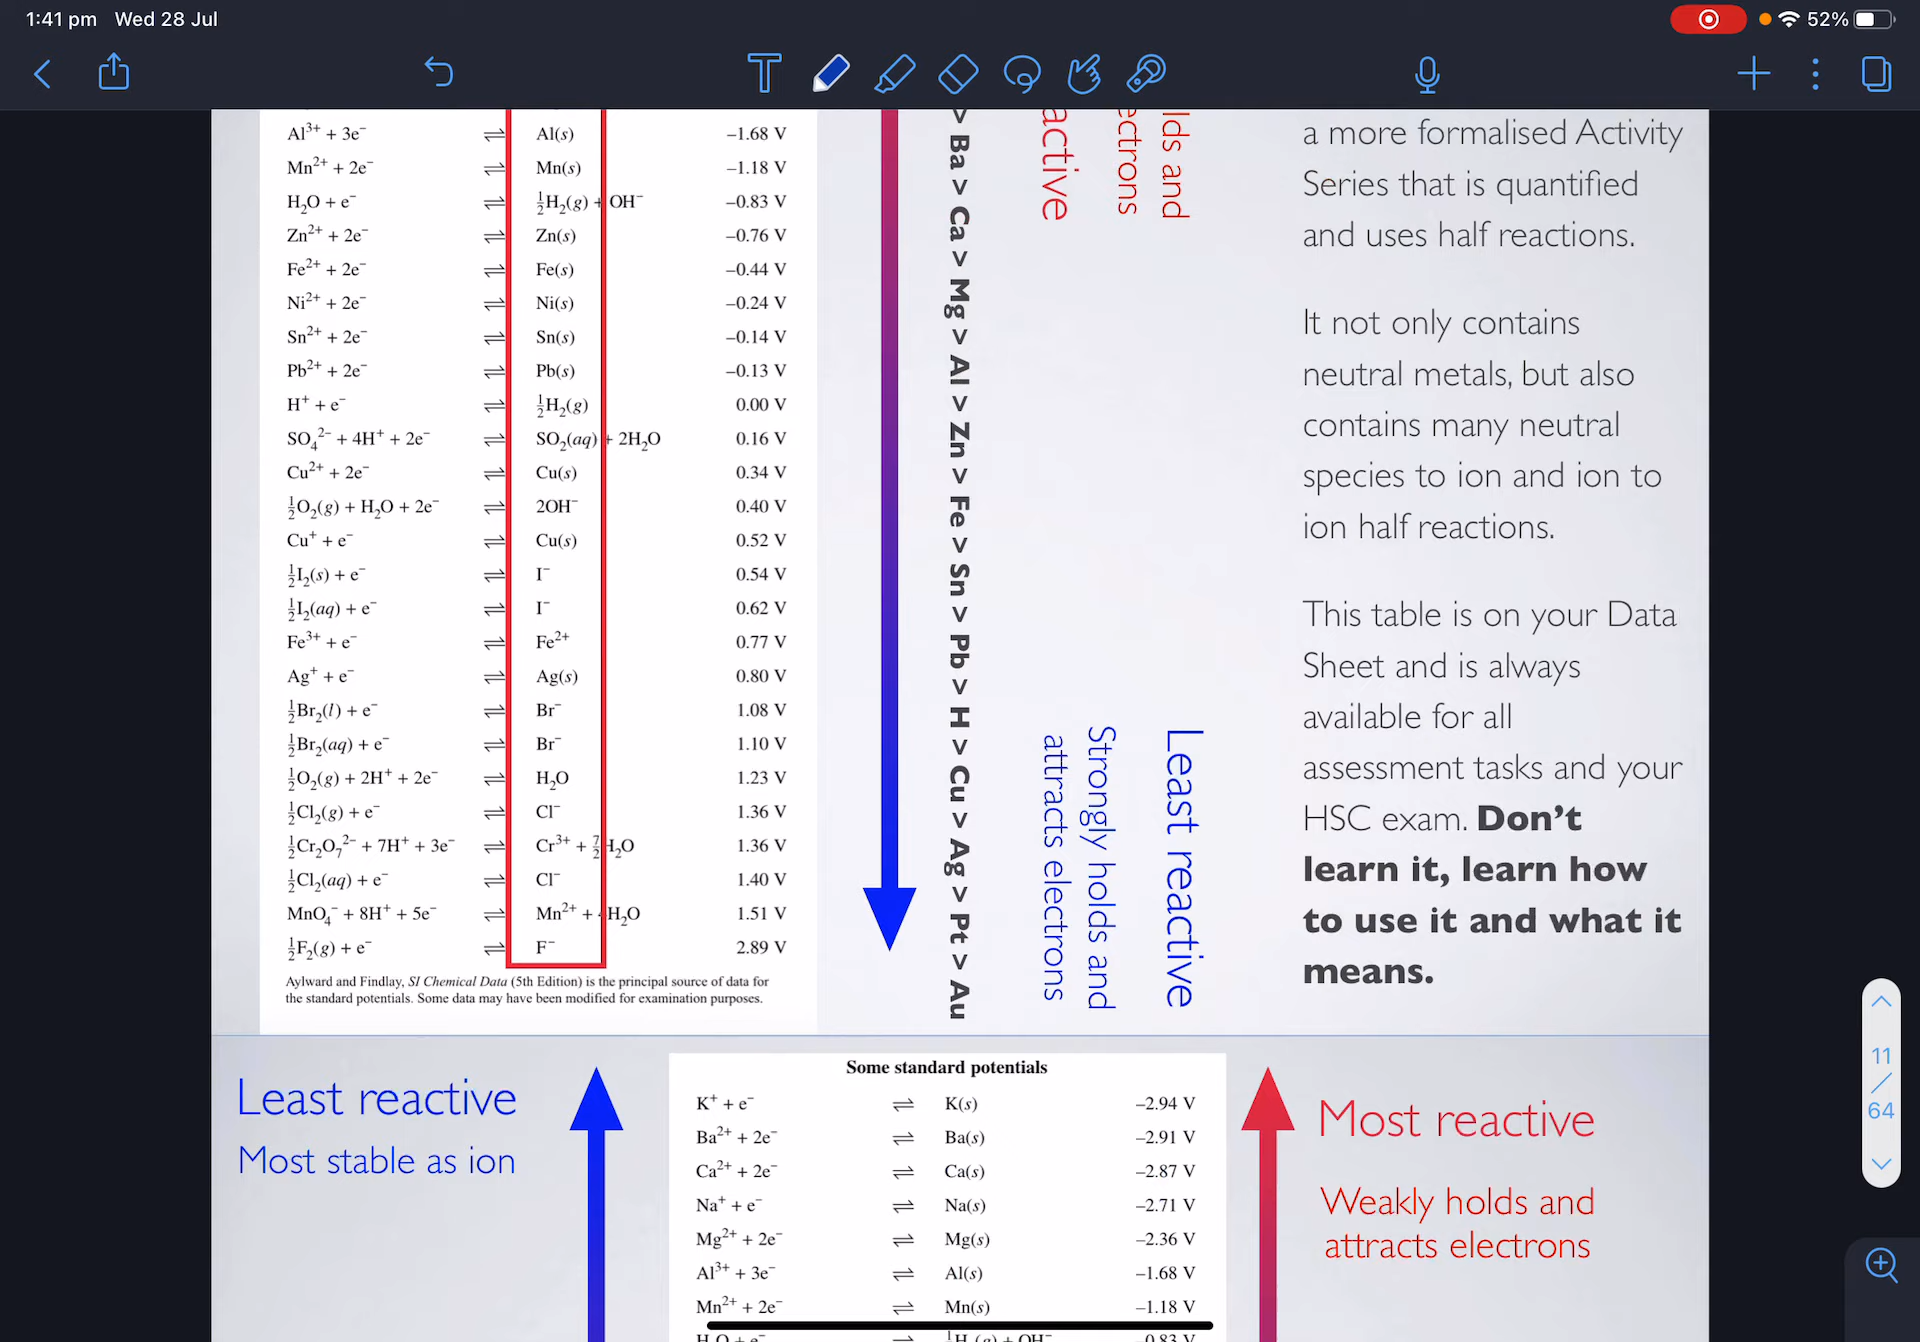 1:41 pm Wed 28 Jul
52%
Al³⁺ + 3e⁻ ⇌ Al(s) –1.68 V
Mn²⁺ + 2e⁻ ⇌ Mn(s) –1.18 V
H₂O + e⁻ ⇌ ½H₂(g) + OH⁻ –0.83 V
Zn²⁺ + 2e⁻ ⇌ Zn(s) –0.76 V
Fe²⁺ + 2e⁻ ⇌ Fe(s) –0.44 V
Ni²⁺ + 2e⁻ ⇌ Ni(s) –0.24 V
Sn²⁺ + 2e⁻ ⇌ Sn(s) –0.14 V
Pb²⁺ + 2e⁻ ⇌ Pb(s) –0.13 V
H⁺ + e⁻ ⇌ ½H₂(g) 0.00 V
SO₄²⁻ + 4H⁺ + 2e⁻ ⇌ SO₂(aq) + 2H₂O 0.16 V
Cu²⁺ + 2e⁻ ⇌ Cu(s) 0.34 V
½O₂(g) + H₂O + 2e⁻ ⇌ 2OH⁻ 0.40 V
Cu⁺ + e⁻ ⇌ Cu(s) 0.52 V
½I₂(s) + e⁻ ⇌ I⁻ 0.54 V
½I₂(aq) + e⁻ ⇌ I⁻ 0.62 V
Fe³⁺ + e⁻ ⇌ Fe²⁺ 0.77 V
Ag⁺ + e⁻ ⇌ Ag(s) 0.80 V
½Br₂(l) + e⁻ ⇌ Br⁻ 1.08 V
½Br₂(aq) + e⁻ ⇌ Br⁻ 1.10 V
½O₂(g) + 2H⁺ + 2e⁻ ⇌ H₂O 1.23 V
½Cl₂(g) + e⁻ ⇌ Cl⁻ 1.36 V
½Cr₂O₇²⁻ + 7H⁺ + 3e⁻ ⇌ Cr³⁺ + 7/2H₂O 1.36 V
½Cl₂(aq) + e⁻ ⇌ Cl⁻ 1.40 V
MnO₄⁻ + 8H⁺ + 5e⁻ ⇌ Mn²⁺ + 4H₂O 1.51 V
½F₂(g) + e⁻ ⇌ F⁻ 2.89 V
Aylward and Findlay, SI Chemical Data (5th Edition) is the principal source of data for
the standard potentials. Some data may have been modified for examination purposes.
> Ba > Ca > Mg > Al > Zn > Fe > Sn > Pb > H > Cu > Ag > Pt > Au
lds and
ectrons
active
Least reactive
Strongly holds and
attracts electrons
a more formalised Activity
Series that is quantified
and uses half reactions.
It not only contains
neutral metals, but also
contains many neutral
species to ion and ion to
ion half reactions.
This table is on your Data
Sheet and is always
available for all
assessment tasks and your
HSC exam. Don't
learn it, learn how
to use it and what it
means.
11
/
64
Least reactive
Most stable as ion
Some standard potentials
K⁺ + e⁻ ⇌ K(s) –2.94 V
Ba²⁺ + 2e⁻ ⇌ Ba(s) –2.91 V
Ca²⁺ + 2e⁻ ⇌ Ca(s) –2.87 V
Na⁺ + e⁻ ⇌ Na(s) –2.71 V
Mg²⁺ + 2e⁻ ⇌ Mg(s) –2.36 V
Al³⁺ + 3e⁻ ⇌ Al(s) –1.68 V
Mn²⁺ + 2e⁻ ⇌ Mn(s) –1.18 V
H₂O + e⁻ ⇌ ½H₂(g) + OH⁻ –0.83 V
Most reactive
Weakly holds and
attracts electrons